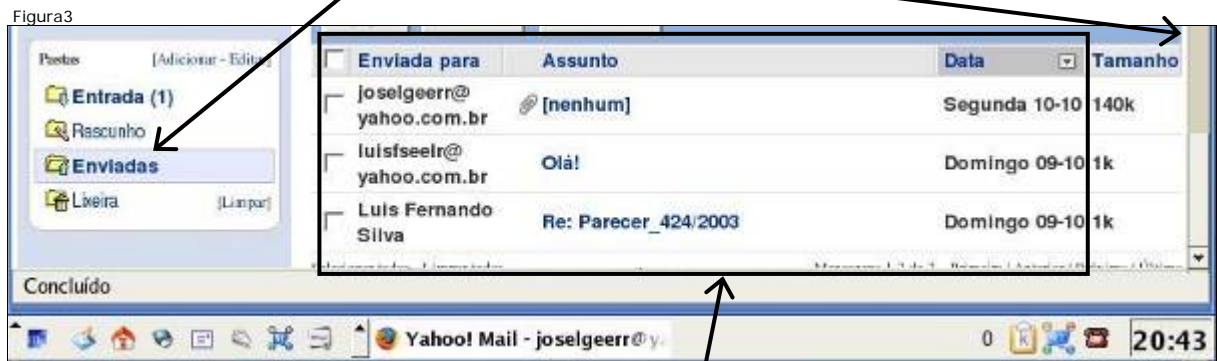 Figura3
Pastas [Adicionar - Editar]
Entrada (1)
Rascunho
Enviadas
Lixeira [Limpar]
Enviada para Assunto Data Tamanho
joselgeerr@
yahoo.com.br [nenhum] Segunda 10-10 140k
luisfseelr@
yahoo.com.br Olá! Domingo 09-10 1k
Luis Fernando
Silva Re: Parecer_424/2003 Domingo 09-10 1k
Concluído
Yahoo! Mail - joselgeerr@y 0 20:43